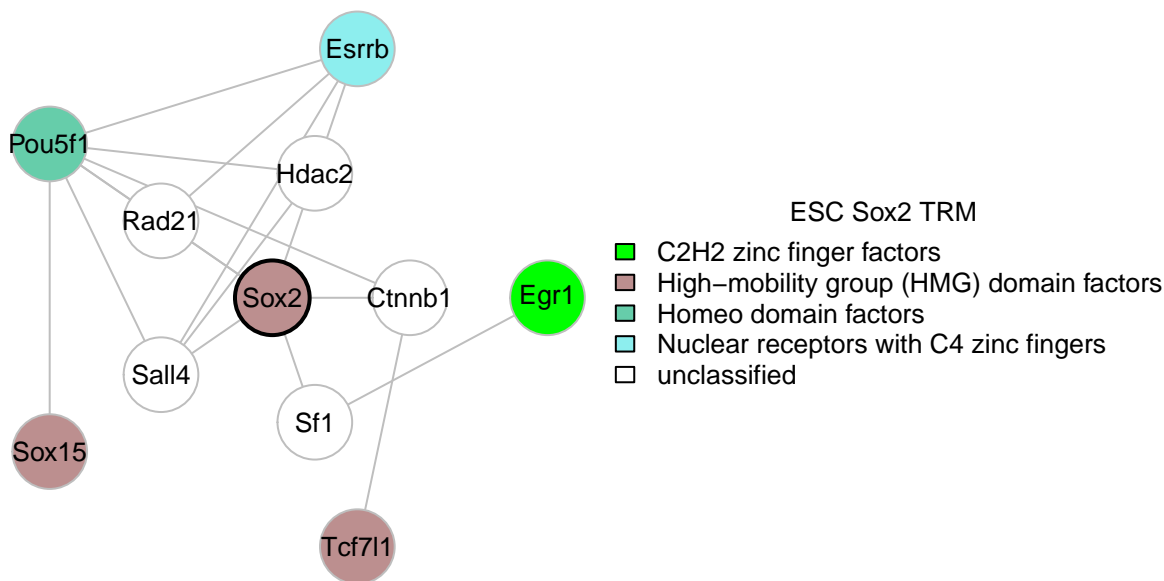 Esrrb
Pou5f1
Hdac2
Rad21
Sox2
Ctnnb1
Egr1
Sall4
Sf1
Sox15
Tcf7l1
ESC Sox2 TRM
C2H2 zinc finger factors
High−mobility group (HMG) domain factors
Homeo domain factors
Nuclear receptors with C4 zinc fingers
unclassified